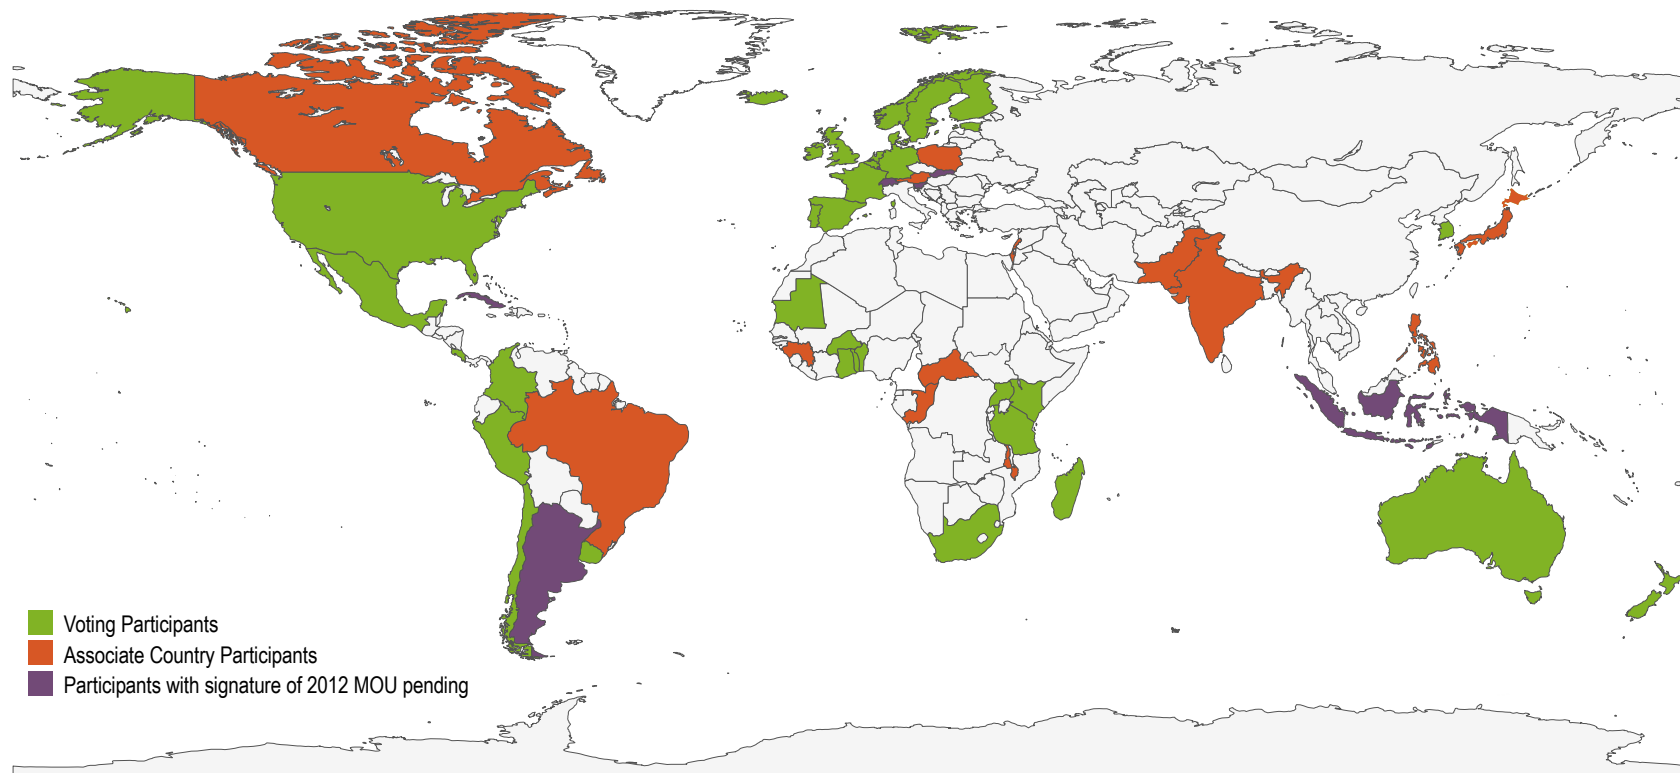 Voting Participants
Associate Country Participants
Participants with signature of 2012 MOU pending